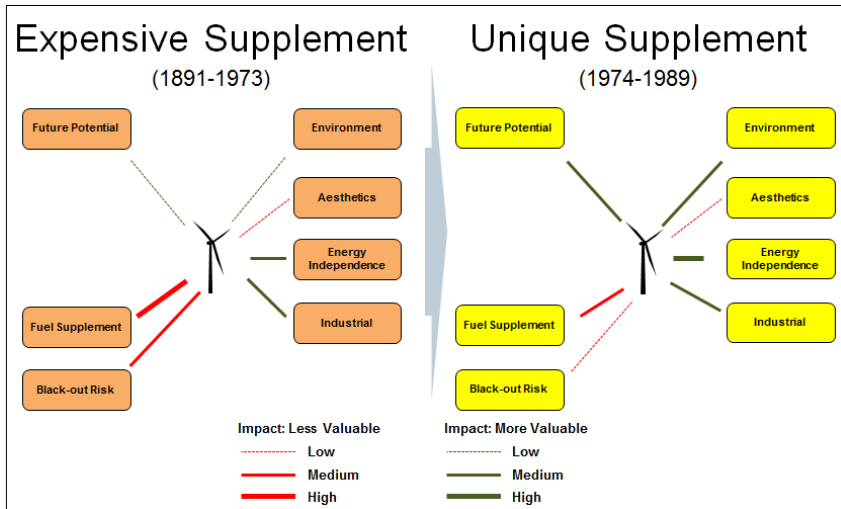 Expensive Supplement
(1891-1973)
Future Potential
Environment
Aesthetics
Energy
Independence
Industrial
Fuel Supplement
Black-out Risk
Unique Supplement
(1974-1989)
Future Potential
Environment
Aesthetics
Energy
Independence
Industrial
Fuel Supplement
Black-out Risk
Impact: Less Valuable
Low
Medium
High
Impact: More Valuable
Low
Medium
High